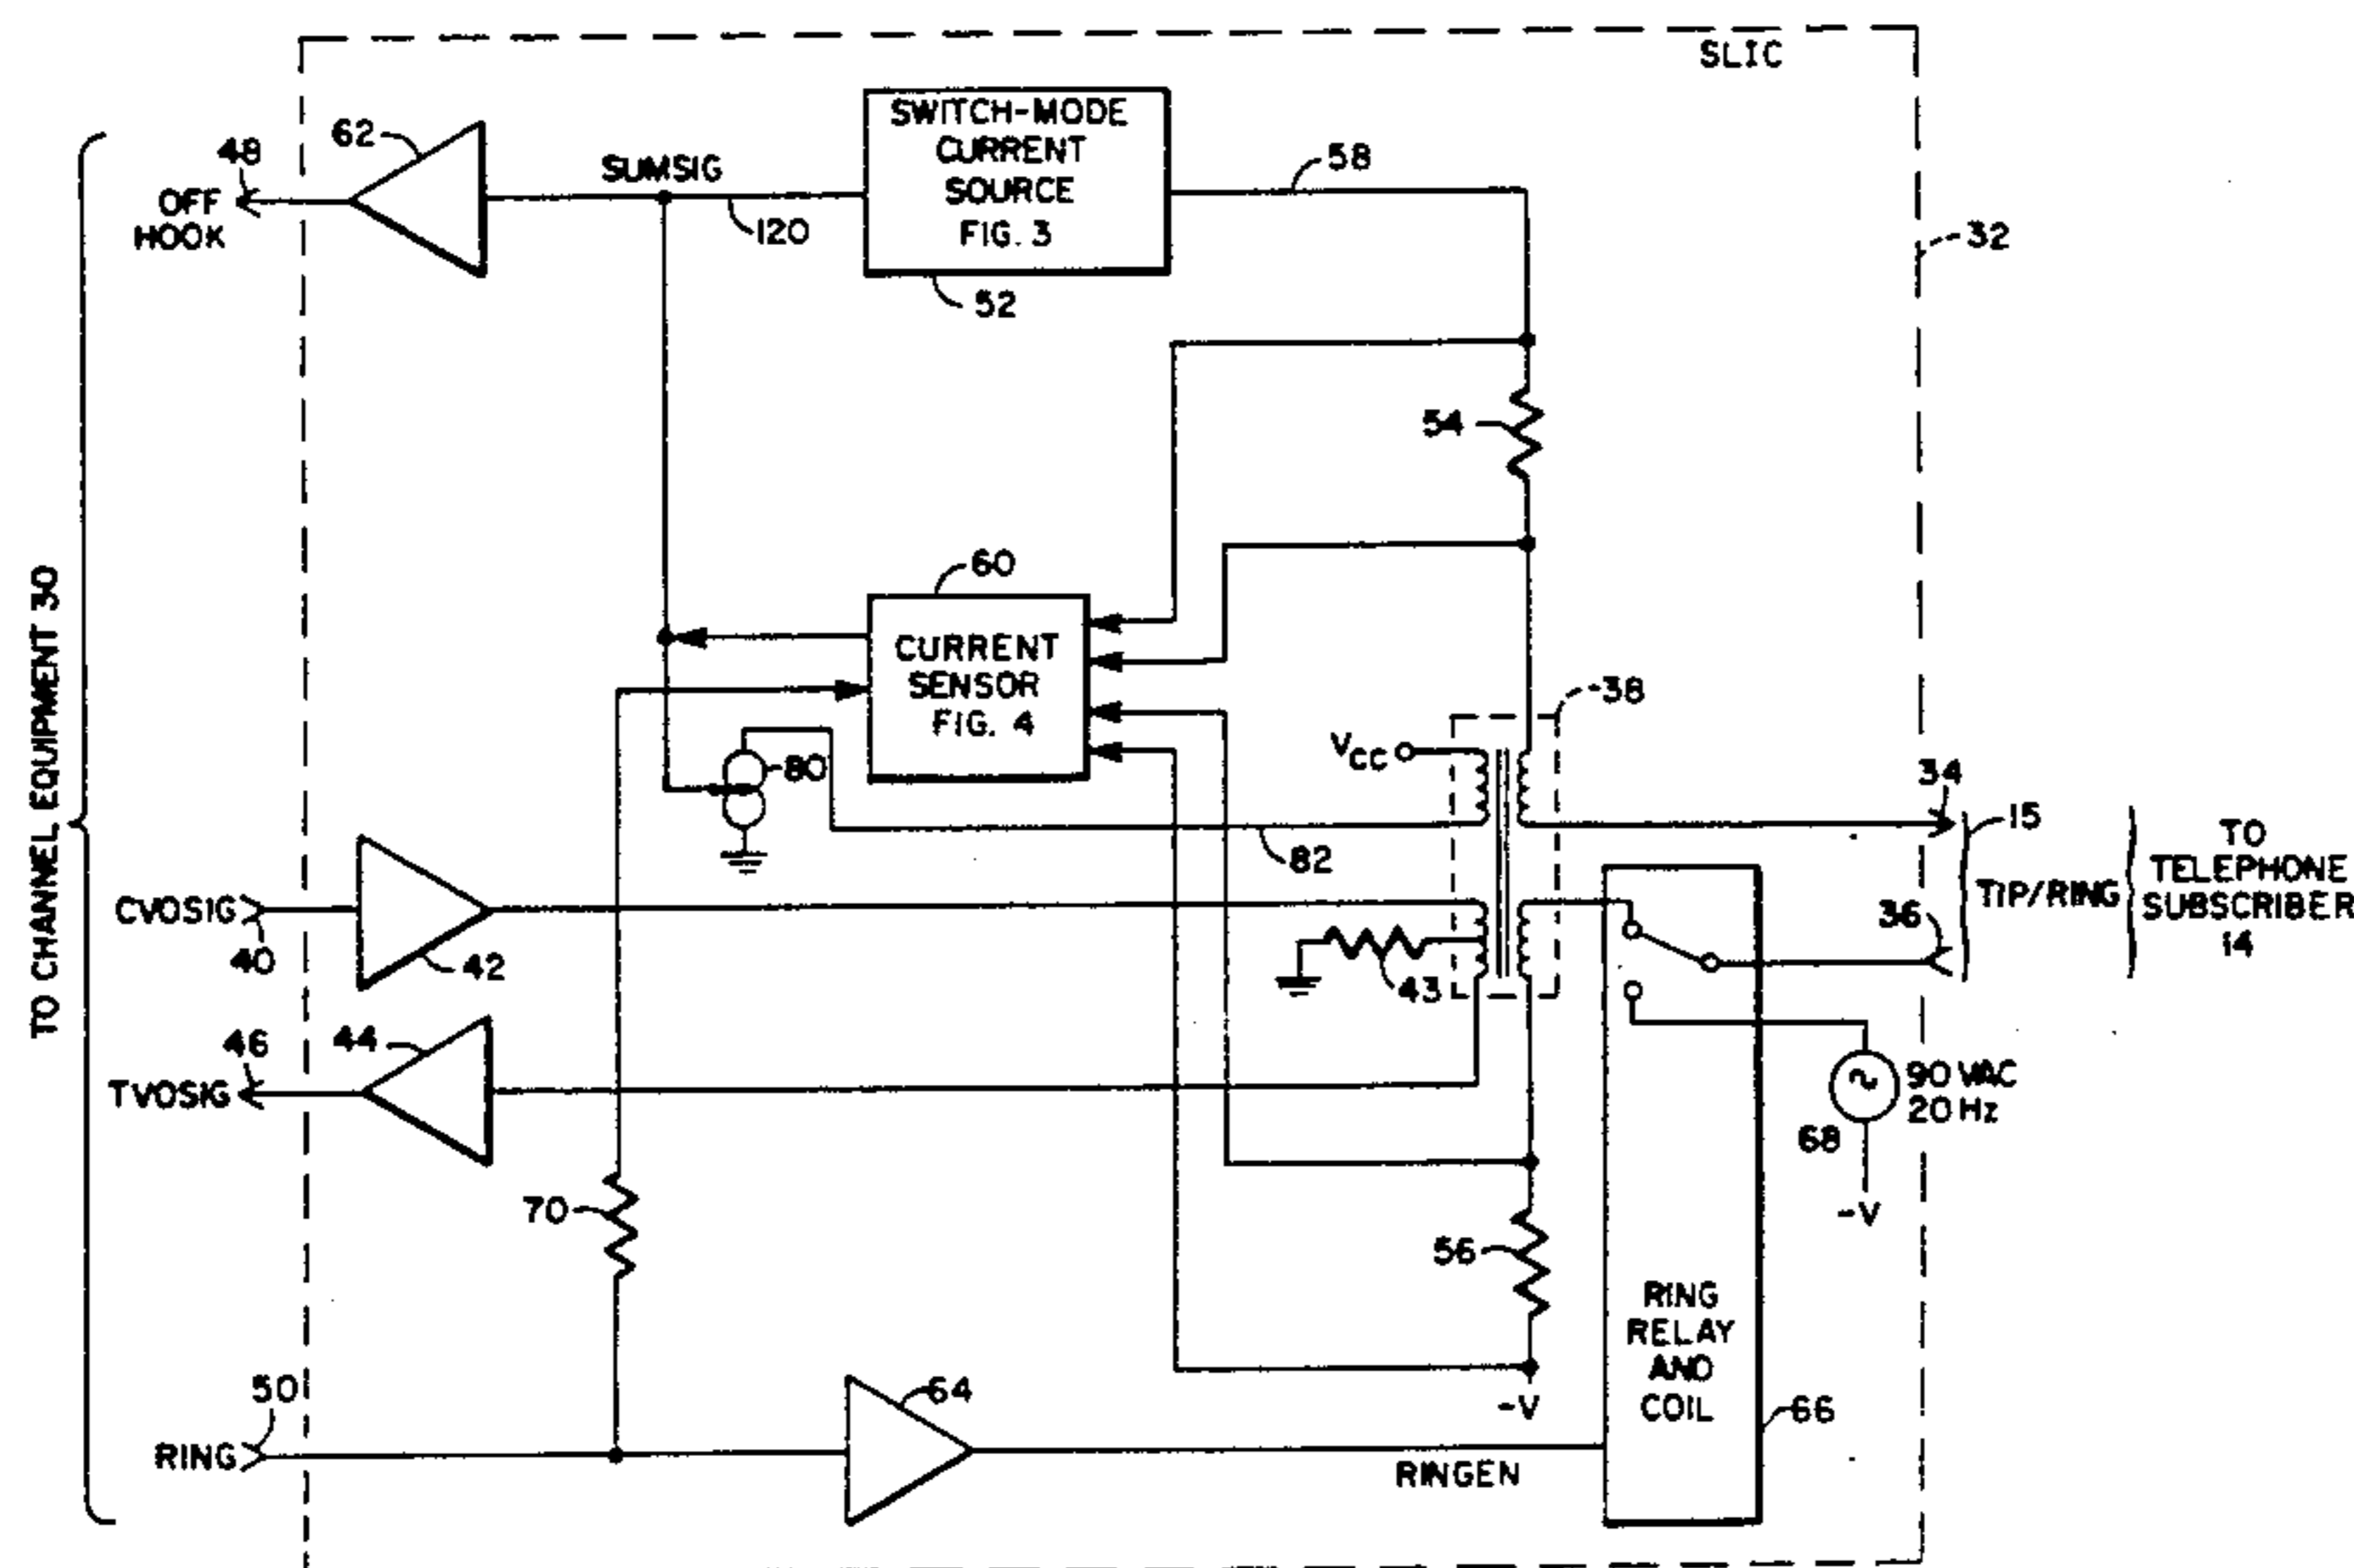 SLIC
SWITCH-MODE
CURRENT
SOURCE
FIG. 3
62
48
SUMSIG
58
OFF
HOOK
120
32
52
54
60
TO CHANNEL EQUIPMENT 30
CURRENT
SENSOR
FIG. 4
38
VCC
80
34
15
82
TO
TELEPHONE
SUBSCRIBER
14
TIP/RING
CVOSIG
36
40
42
43
46
44
90 VAC
20 Hz
TVOSIG
68
70
-V
56
RING
RELAY
AND
COIL
50
64
-V
66
RING
RINGEN